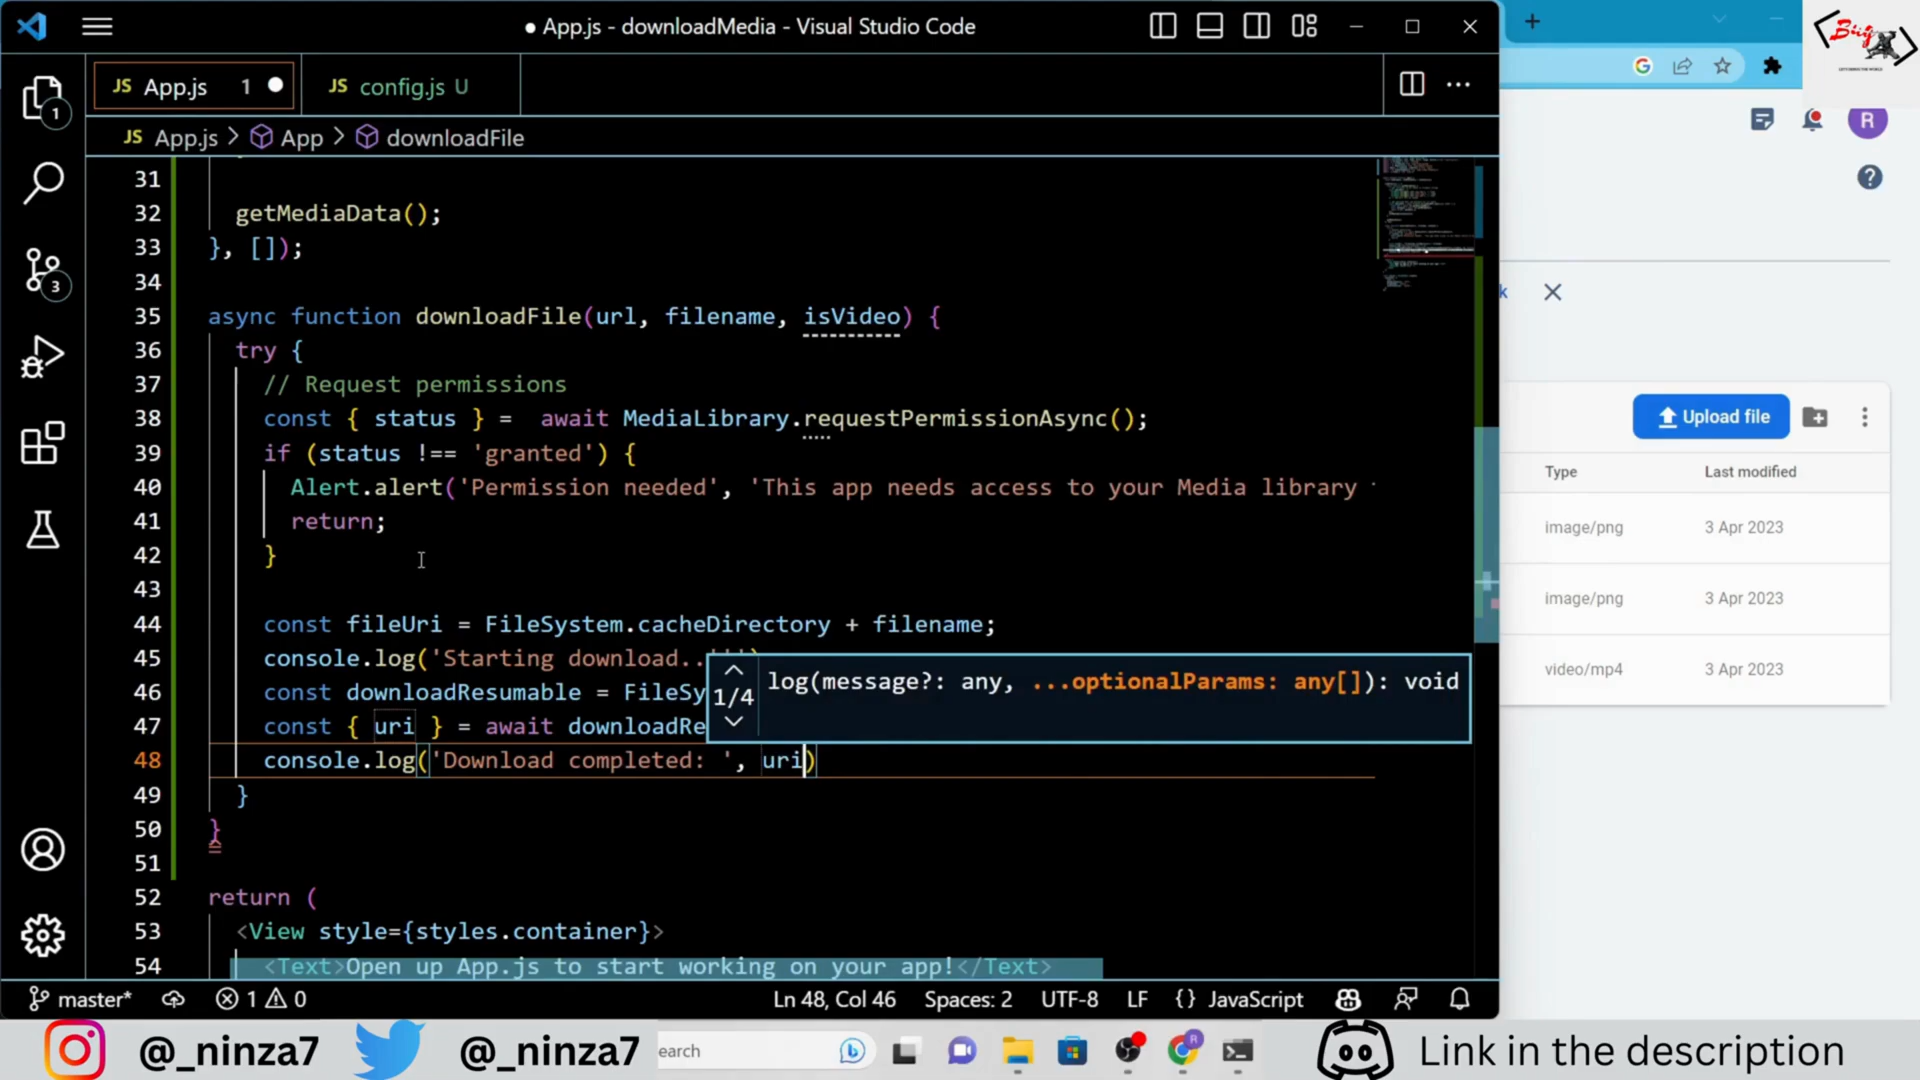 App.js - downloadMedia - Visual Studio Code
JS App.js 1
JS config.js U
JS App.js > App > downloadFile
31
32 getMediaData();
33 }, []);
34
35 async function downloadFile(url, filename, isVideo) {
36 try {
37 // Request permissions
38 const { status } = await MediaLibrary.requestPermissionAsync();
39 if (status !== 'granted') {
40 Alert.alert('Permission needed', 'This app needs access to your Media library
41 return;
42 }
43
44 const fileUri = FileSystem.cacheDirectory + filename;
45 console.log('Starting download..
46 const downloadResumable = FileSy
47 const { uri } = await downloadRe
48 console.log('Download completed: ', uri)
49 }
50 }
51
52 return (
53 <View style={styles.container}>
54 <Text>Open up App.js to start working on your app!</Text>
1/4 log(message?: any, ...optionalParams: any[]): void
1
3
master* 1 0 Ln 48, Col 46 Spaces: 2 UTF-8 LF {} JavaScript
Biig
R
Upload file
Type Last modified
image/png 3 Apr 2023
image/png 3 Apr 2023
video/mp4 3 Apr 2023
@_ninza7 @_ninza7 earch Link in the description